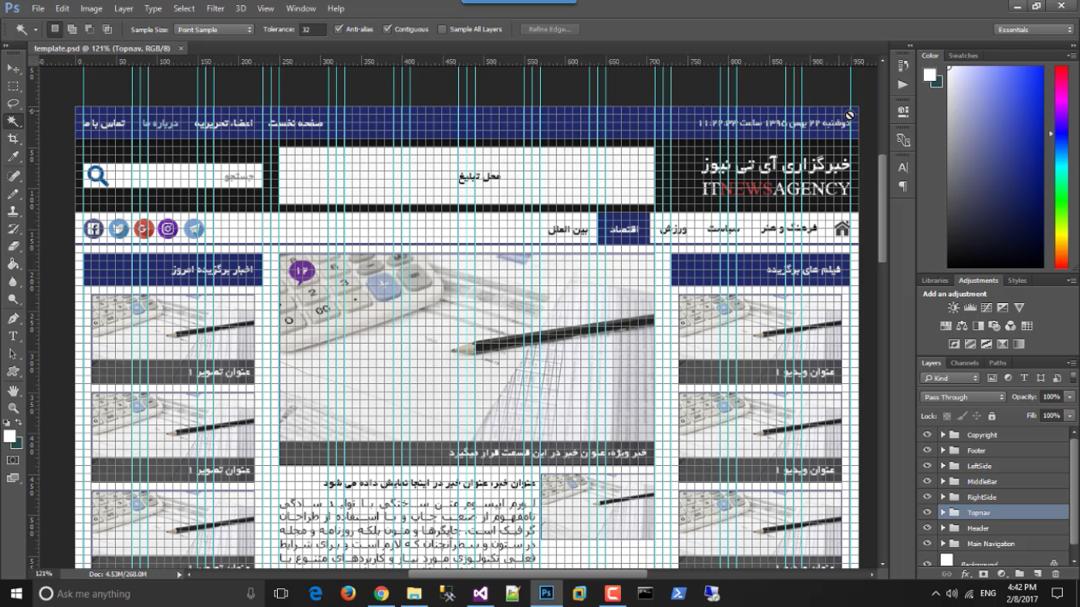 Ps File Edit Image Layer Type Select Filter 3D View Window Help
Sample Size: Point Sample Tolerance: 32 Anti-alias Contiguous Sample All Layers Refine Edge... Essentials
template.psd @ 121% (Topnav, RGB/8)
Color Swatches
صفحه نخست اعضاء تحریریه درباره ما تماس با ما
دوشنبه ۲۲ بهمن ۱۳۹۵ ساعت
خبرگزاری آی تی نیوز
ITNEWSAGENCY
محل تبلیغ
جستجو
فرهنگ و هنر سیاست ورزش اقتصاد بین الملل
فیلم های برگزیده
۱۲
اخبار برگزیده امروز
Libraries Adjustments Styles
Add an adjustment
عنوان ویدیو ۱
عنوان تصویر ۱
Layers Channels Paths
Kind
Pass Through Opacity: 100%
Lock: Fill: 100%
خبر ویژه، عنوان خبر در این قسمت قرار میگیرد
عنوان ویدیو ۱
عنوان تصویر ۱
عنوان خبر، عنوان خبر در اینجا نمایش داده می شود
لورم ایپسوم متن ساختگی با تولید سادگی
نامفهوم از صنعت چاپ و با استفاده از طراحان
گرافیک است. چاپگرها و متون بلکه روزنامه و مجله
در ستون و سطرآنچنان که لازم است و برای شرایط
فعلی تکنولوژی مورد نیاز و کاربردهای متنوع با
Copyright
Footer
LeftSide
MiddleBar
RightSide
Topnav
Header
Main Navigation
Background
121% Doc: 4.53M/268.0M
Ask me anything
ENG 4:42 PM
2/8/2017